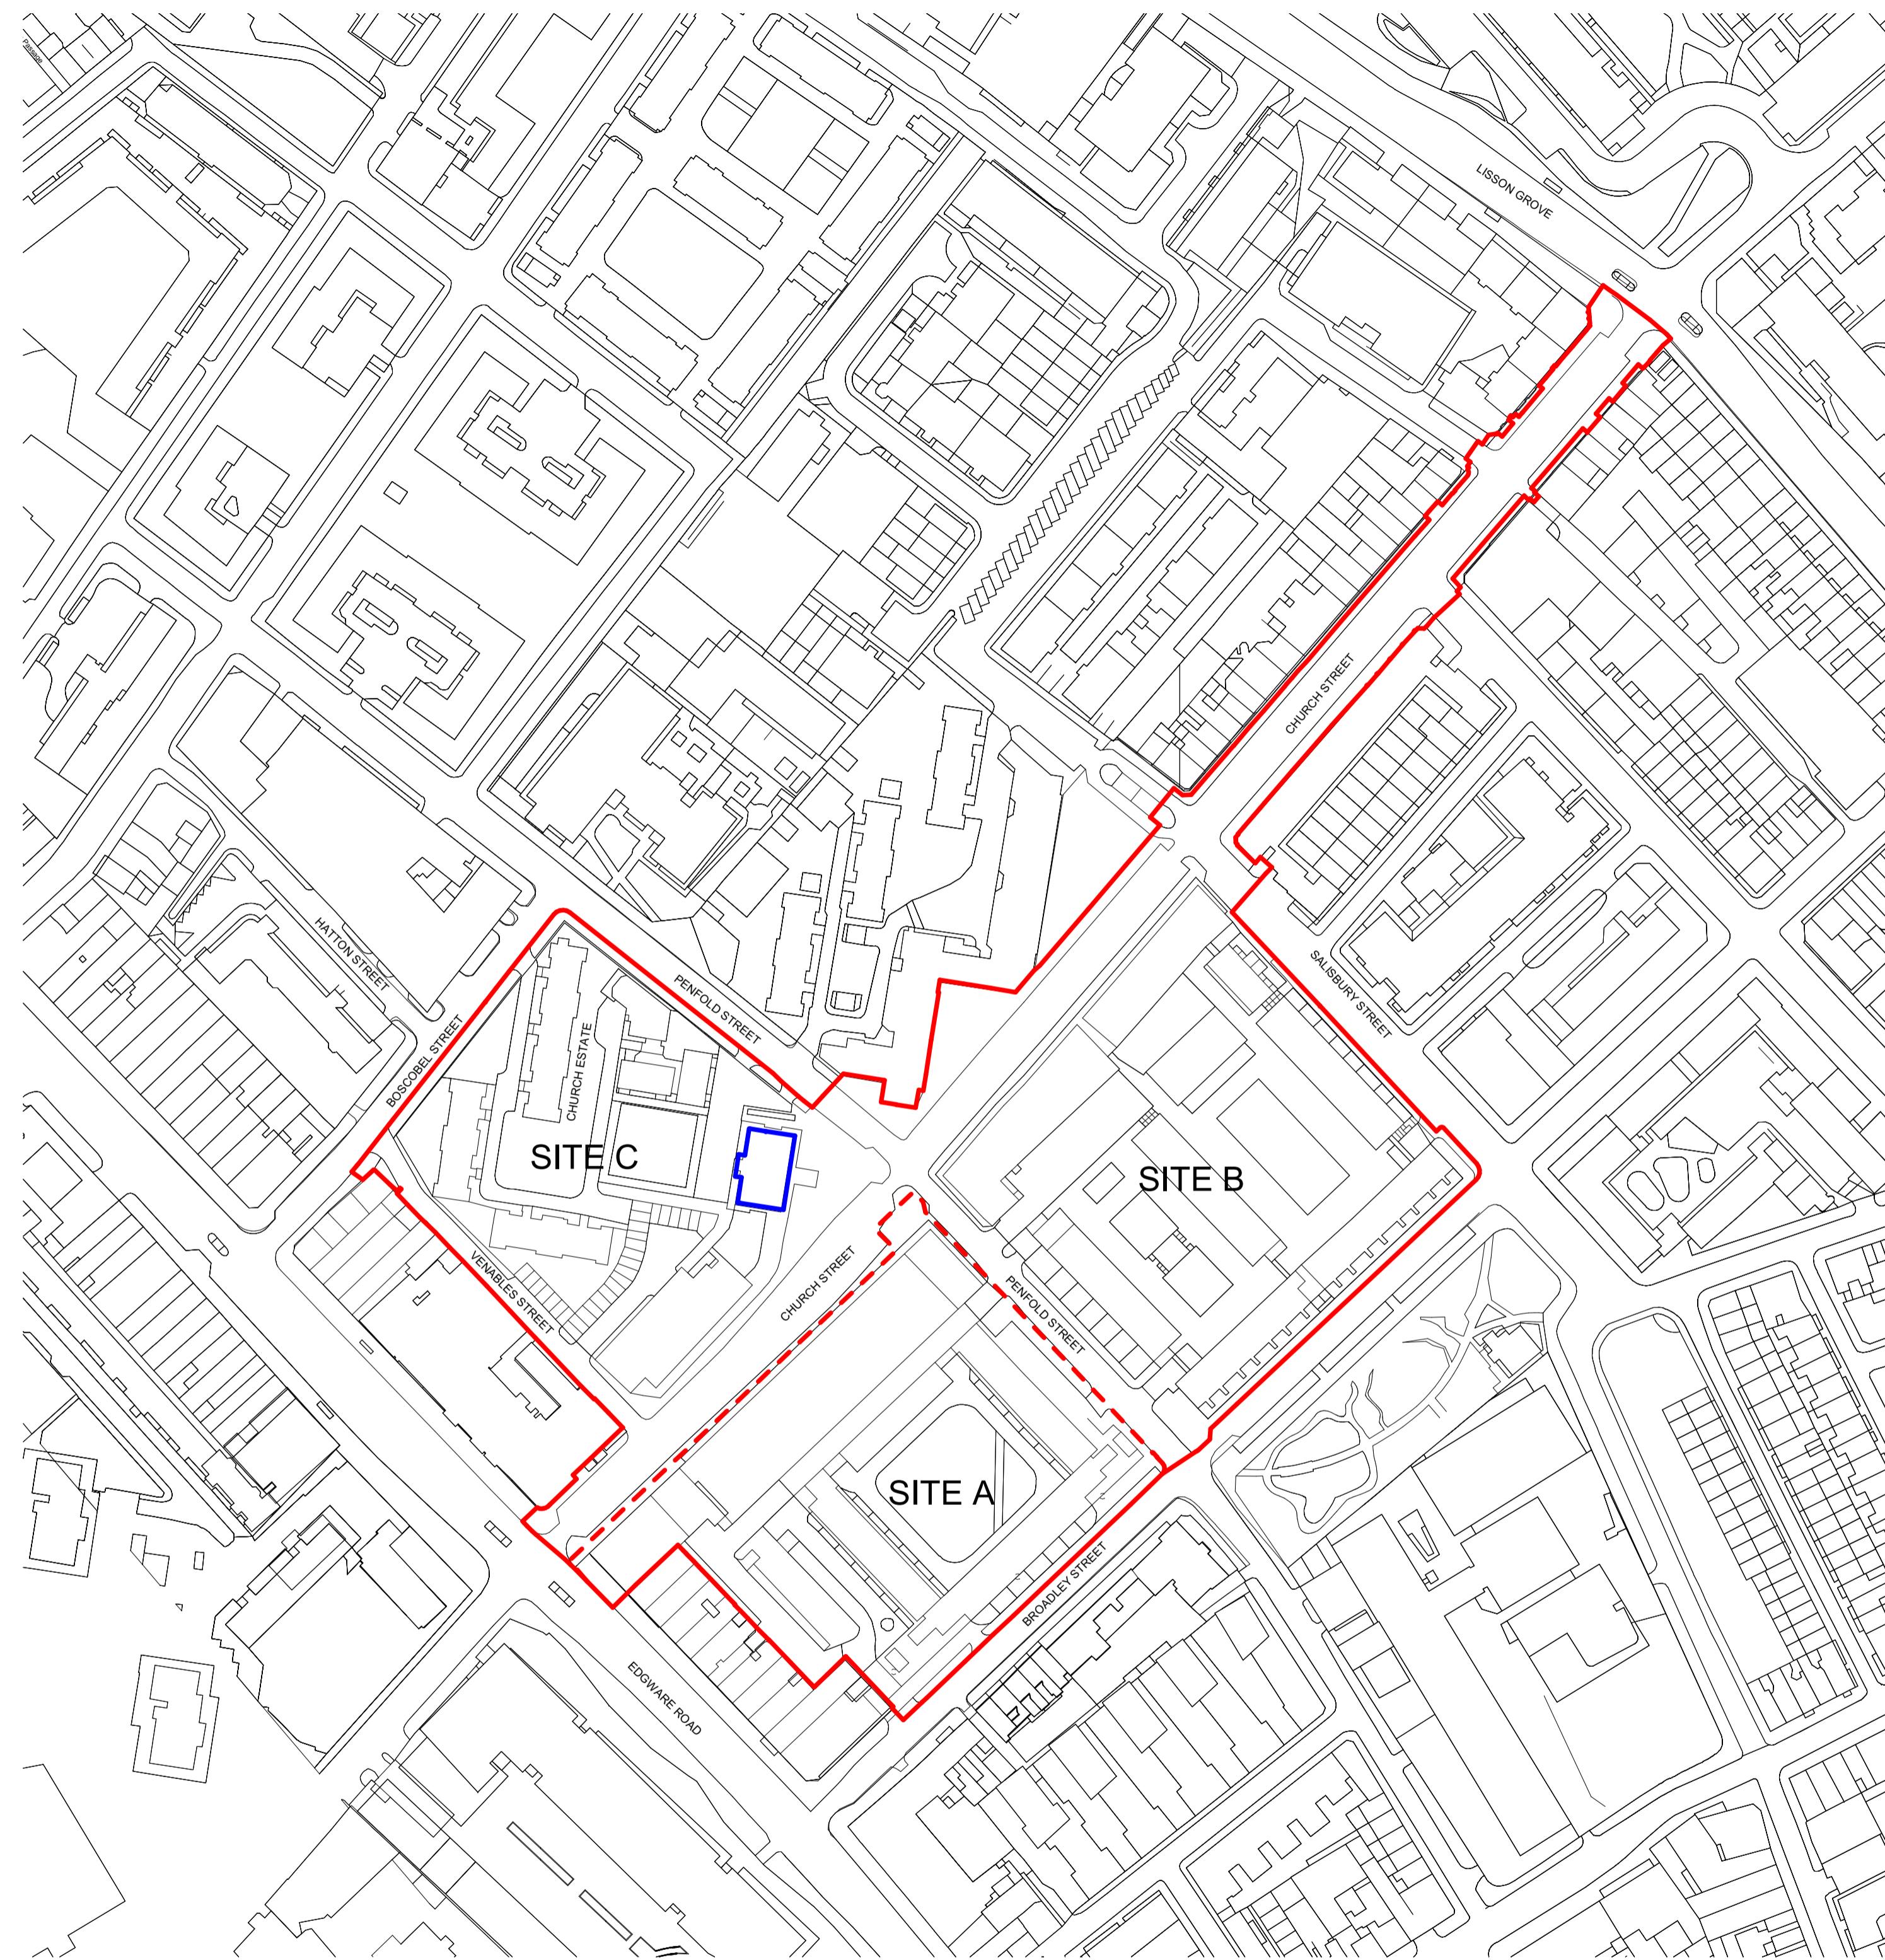 Passage
LISSON GROVE
CHURCH STREET
HATTON STREET
PENFOLD STREET
SALISBURY STREET
BOSCOBEL STREET
CHURCH ESTATE
SITE C
SITE B
VENABLES STREET
CHURCH STREET
PENFOLD STREET
SITE A
BROADLEY STREET
EDGWARE ROAD